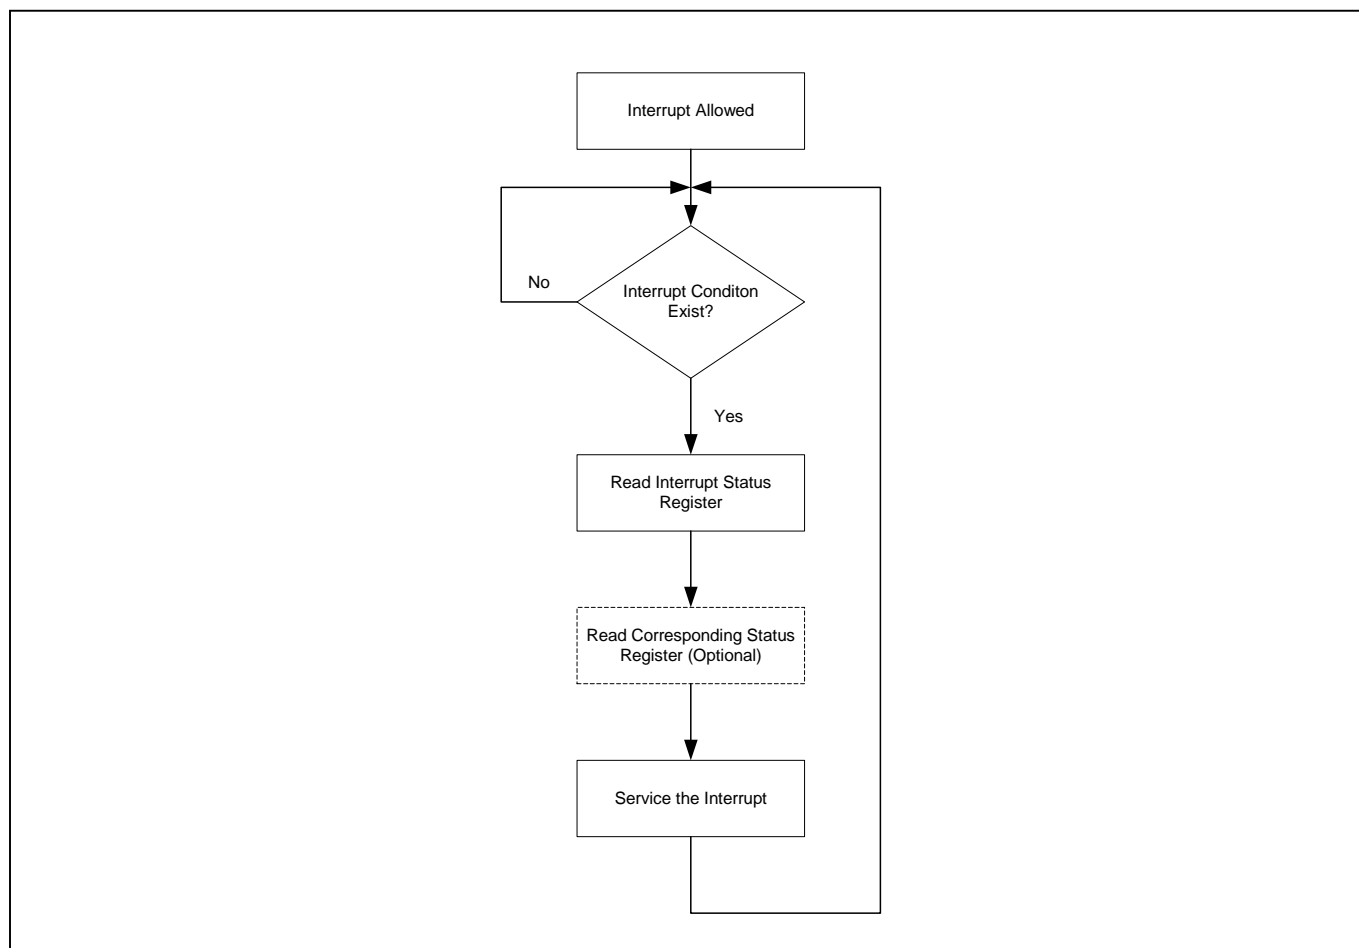 Interrupt Allowed
No
Interrupt Conditon
Exist?
Yes
Read Interrupt Status
Register
Read Corresponding Status
Register (Optional)
Service the Interrupt